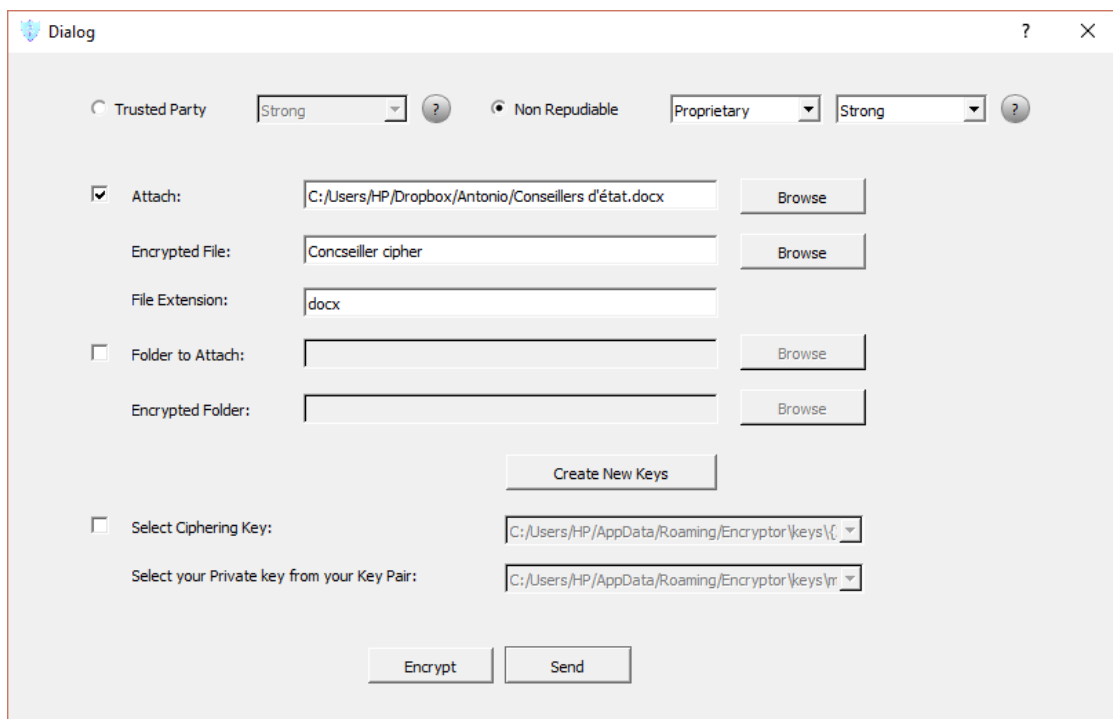 Dialog ? ×
Trusted Party Strong ? Non Repudiable Proprietary Strong ?
Attach: C:/Users/HP/Dropbox/Antonio/Conseillers d'état.docx Browse
Encrypted File: Concseiller cipher Browse
File Extension: docx
Folder to Attach: Browse
Encrypted Folder: Browse
Create New Keys
Select Ciphering Key: C:/Users/HP/AppData/Roaming/Encryptor\keys\{.
Select your Private key from your Key Pair: C:/Users/HP/AppData/Roaming/Encryptor\keys\m
Encrypt Send